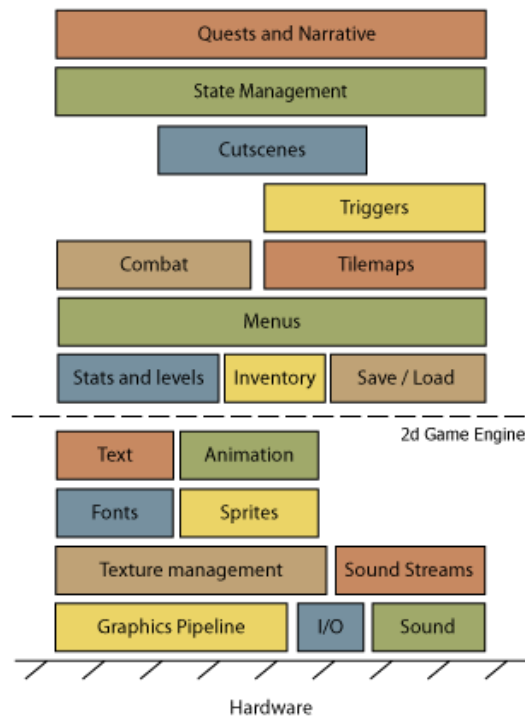 Quests and Narrative
State Management
Cutscenes
Triggers
Combat
Tilemaps
Menus
Stats and levels
Inventory
Save / Load
2d Game Engine
Text
Animation
Fonts
Sprites
Texture management
Sound Streams
Graphics Pipeline
I/O
Sound
Hardware